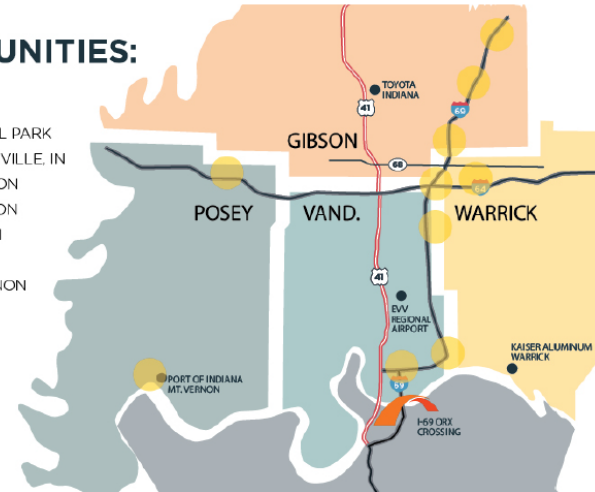 UNITIES:
L PARK
VILLE, IN
ON
ON
N
NON
TOYOTA
INDIANA
41
69
GIBSON
68
64
POSEY
VAND.
WARRICK
41
EVV
REGIONAL
AIRPORT
KAISER ALUMINUM
WARRICK
PORT OF INDIANA
MT. VERNON
69
I-69 ORX
CROSSING